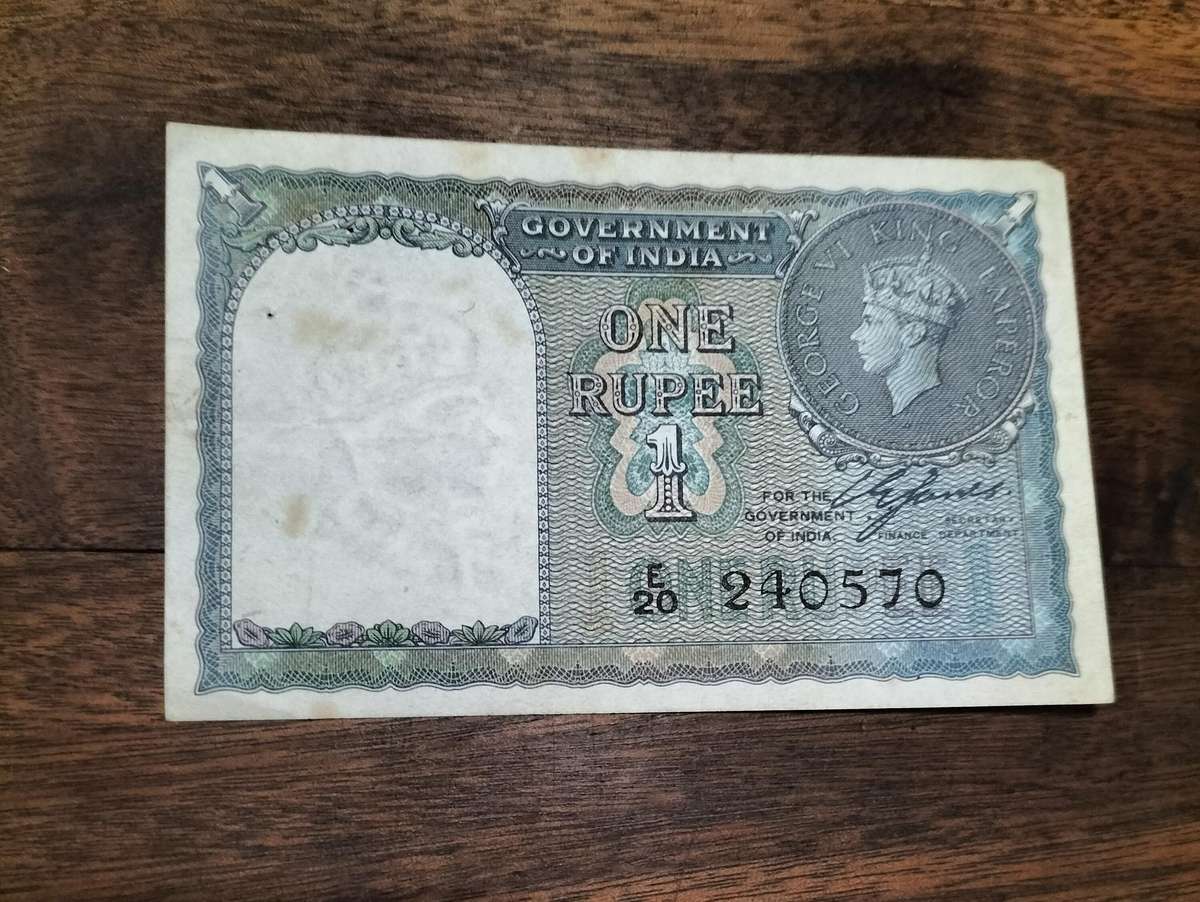 GOVERNMENT
OF INDIA
ONE
RUPEE
1
GEORGE VI KING EMPEROR
FOR THE
GOVERNMENT
OF INDIA.
SECRETARY
FINANCE DEPARTMENT
E
20
240570